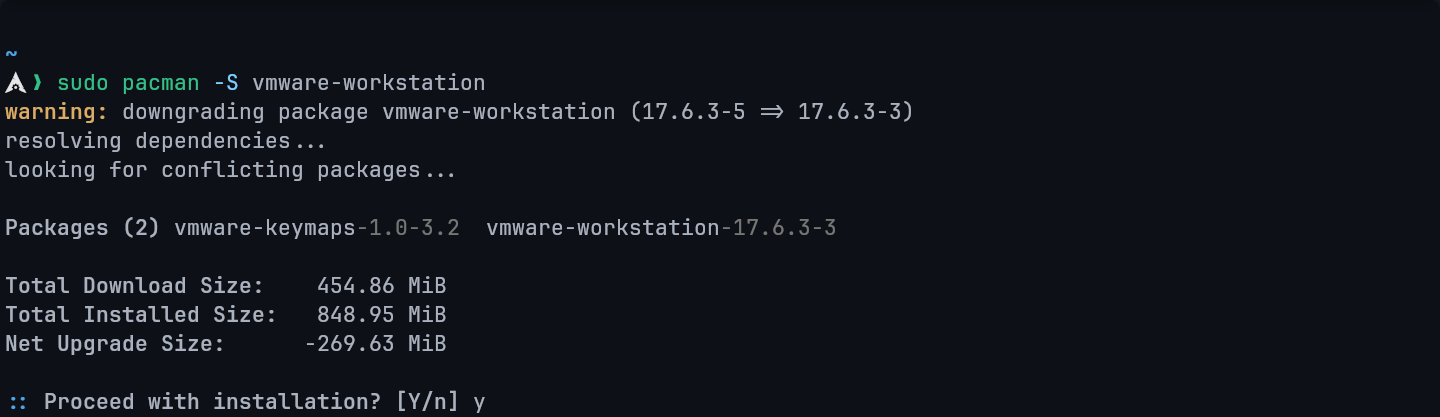 ~
❯ sudo pacman -S vmware-workstation
warning: downgrading package vmware-workstation (17.6.3-5 => 17.6.3-3)
resolving dependencies...
looking for conflicting packages...
Packages (2) vmware-keymaps-1.0-3.2  vmware-workstation-17.6.3-3
Total Download Size:    454.86 MiB
Total Installed Size:   848.95 MiB
Net Upgrade Size:      -269.63 MiB
:: Proceed with installation? [Y/n] y